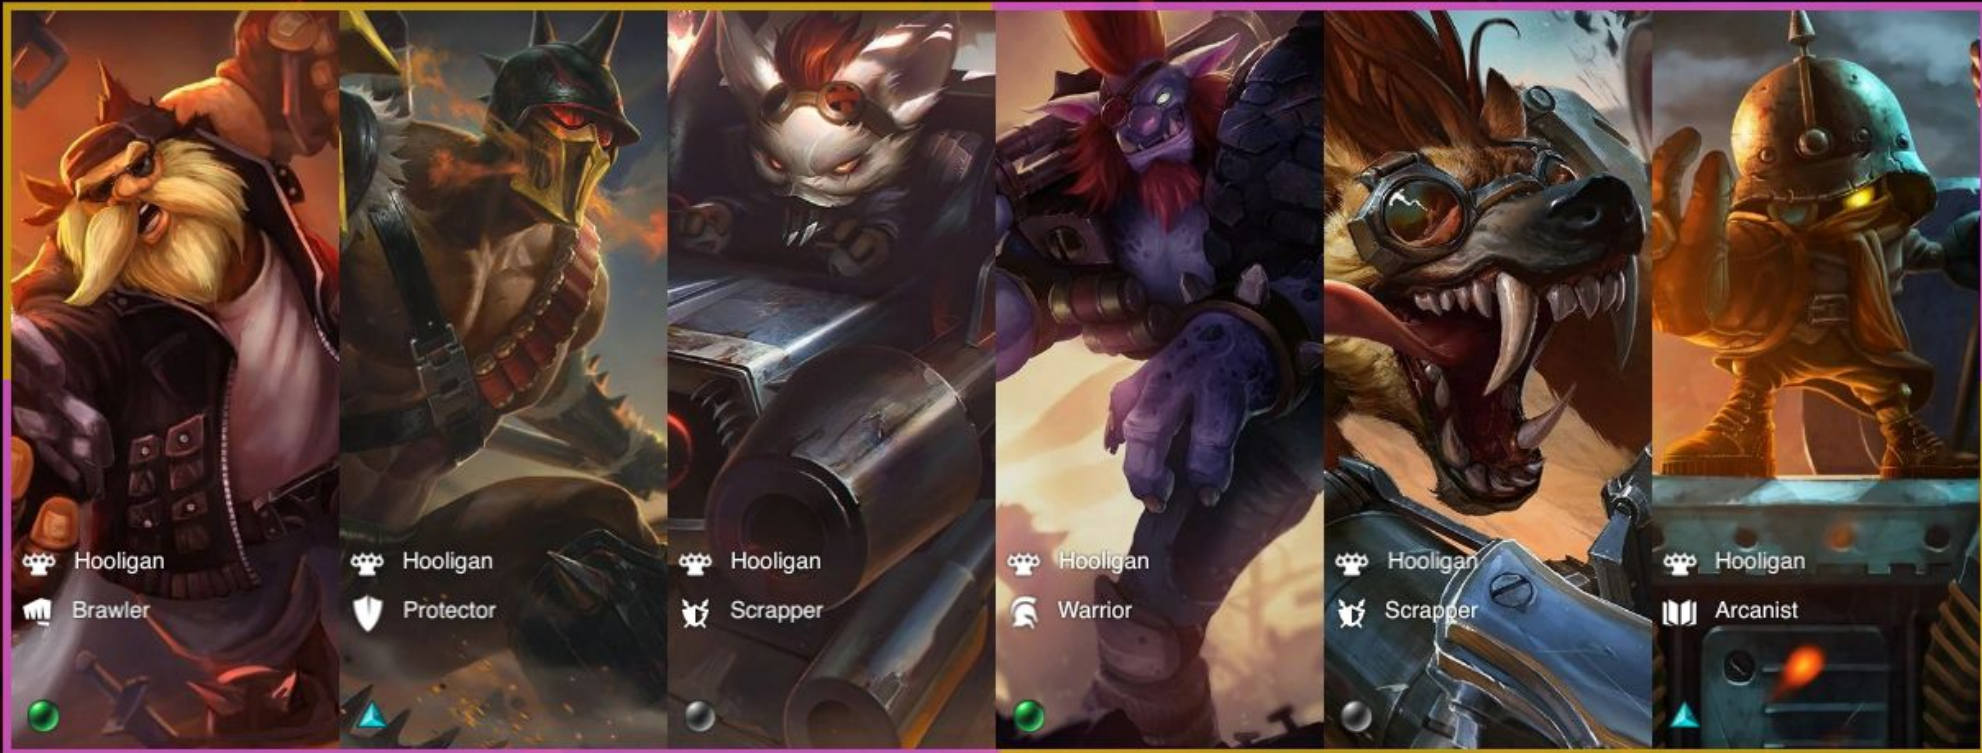 Hooligan
Brawler
Hooligan
Protector
Hooligan
Scrapper
Hooligan
Warrior
Hooligan
Scrapper
Hooligan
Arcanist